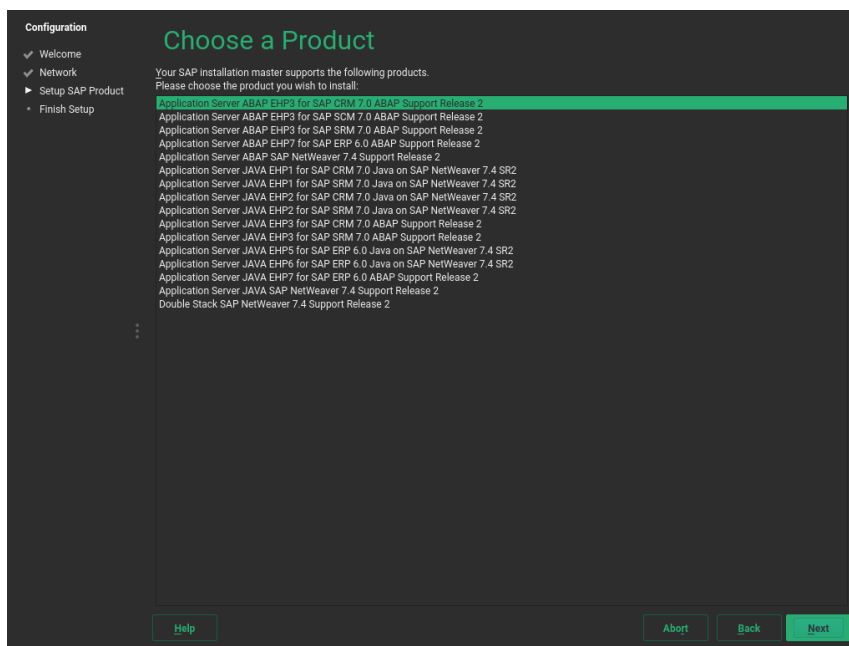 Configuration
Welcome
Network
Setup SAP Product
Finish Setup
Choose a Product
Your SAP installation master supports the following products.
Please choose the product you wish to install:
Application Server ABAP EHP3 for SAP CRM 7.0 ABAP Support Release 2
Application Server ABAP EHP3 for SAP SCM 7.0 ABAP Support Release 2
Application Server ABAP EHP3 for SAP SRM 7.0 ABAP Support Release 2
Application Server ABAP EHP7 for SAP ERP 6.0 ABAP Support Release 2
Application Server ABAP SAP NetWeaver 7.4 Support Release 2
Application Server JAVA EHP1 for SAP CRM 7.0 Java on SAP NetWeaver 7.4 SR2
Application Server JAVA EHP1 for SAP SRM 7.0 Java on SAP NetWeaver 7.4 SR2
Application Server JAVA EHP2 for SAP CRM 7.0 Java on SAP NetWeaver 7.4 SR2
Application Server JAVA EHP2 for SAP SRM 7.0 Java on SAP NetWeaver 7.4 SR2
Application Server JAVA EHP3 for SAP CRM 7.0 ABAP Support Release 2
Application Server JAVA EHP3 for SAP SRM 7.0 ABAP Support Release 2
Application Server JAVA EHP5 for SAP ERP 6.0 Java on SAP NetWeaver 7.4 SR2
Application Server JAVA EHP6 for SAP ERP 6.0 Java on SAP NetWeaver 7.4 SR2
Application Server JAVA EHP7 for SAP ERP 6.0 ABAP Support Release 2
Application Server JAVA SAP NetWeaver 7.4 Support Release 2
Double Stack SAP NetWeaver 7.4 Support Release 2
Help
Abort
Back
Next